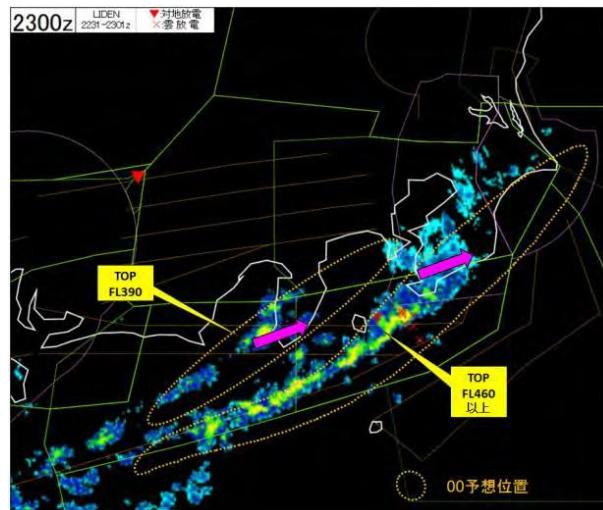 2300z
LIDEN
2231-2301z
▼対地放電
×雲放電
TOP
FL390
TOP
FL460
以上
00予想位置